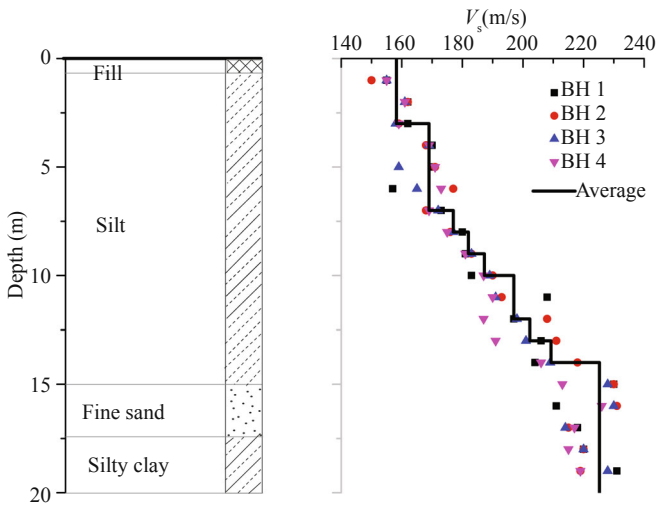 V_s(m/s)
140 160 180 200 220 240
0
5
10
15
20
Depth (m)
Fill
Silt
Fine sand
Silty clay
BH 1
BH 2
BH 3
BH 4
Average